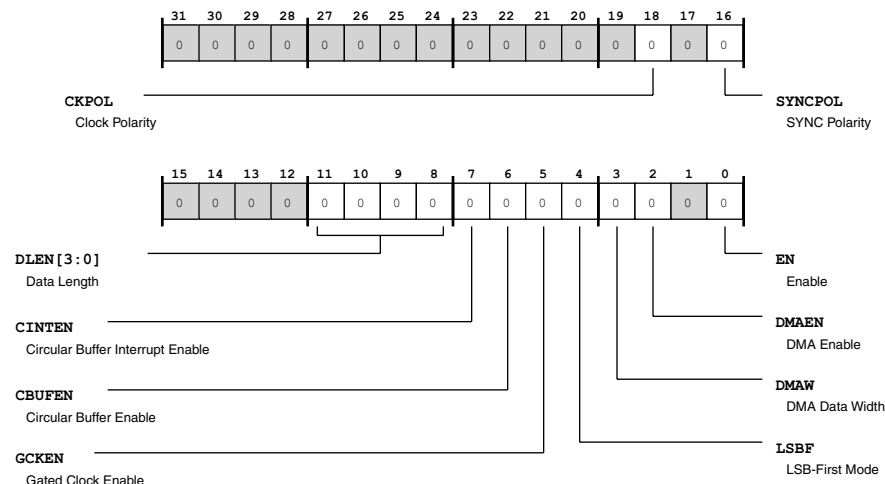 31 30 29 28 27 26 25 24 23 22 21 20 19 18 17 16
0 0 0 0 0 0 0 0 0 0 0 0 0 0 0 0
CKPOL
Clock Polarity
SYNCPOL
SYNC Polarity
15 14 13 12 11 10 9 8 7 6 5 4 3 2 1 0
0 0 0 0 0 0 0 0 0 0 0 0 0 0 0 0
DLEN[3:0]
Data Length
EN
Enable
CINTEN
Circular Buffer Interrupt Enable
DMAEN
DMA Enable
CBUFEN
Circular Buffer Enable
DMAW
DMA Data Width
GCKEN
Gated Clock Enable
LSBF
LSB-First Mode